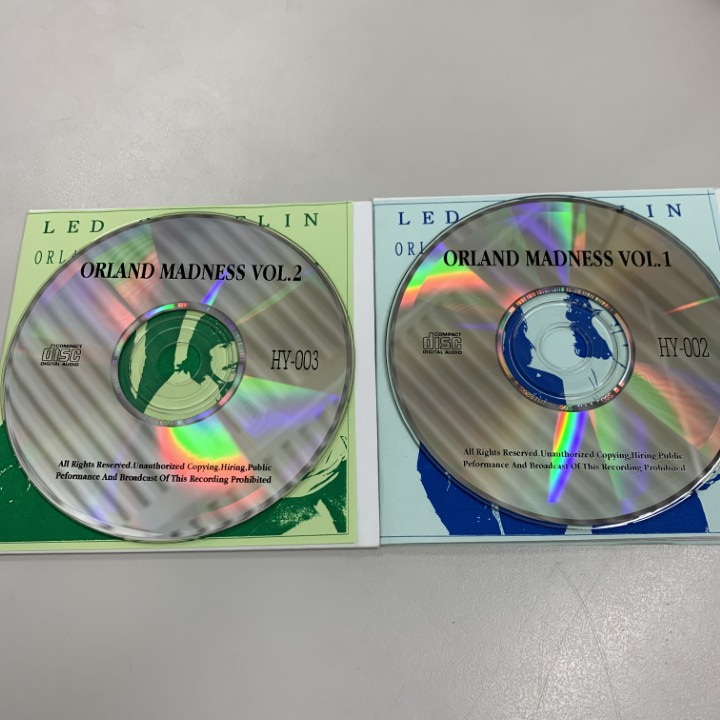 LED ELIN
ORLA
ORLAND MADNESS VOL.2
COMPACT
disc
DIGITAL AUDIO
HY-003
All Rights Reserved.Unauthorized Copying.Hiring.Public
Peformance And Broadcast Of This Recording Prohibited
LED LIN
ORL
ORLAND MADNESS VOL.1
COMPACT
disc
DIGITAL AUDIO
HY-002
All Rights Reserved.Unauthorized Copying.Hiring.Public
Peformance And Broadcast Of This Recording Prohibited